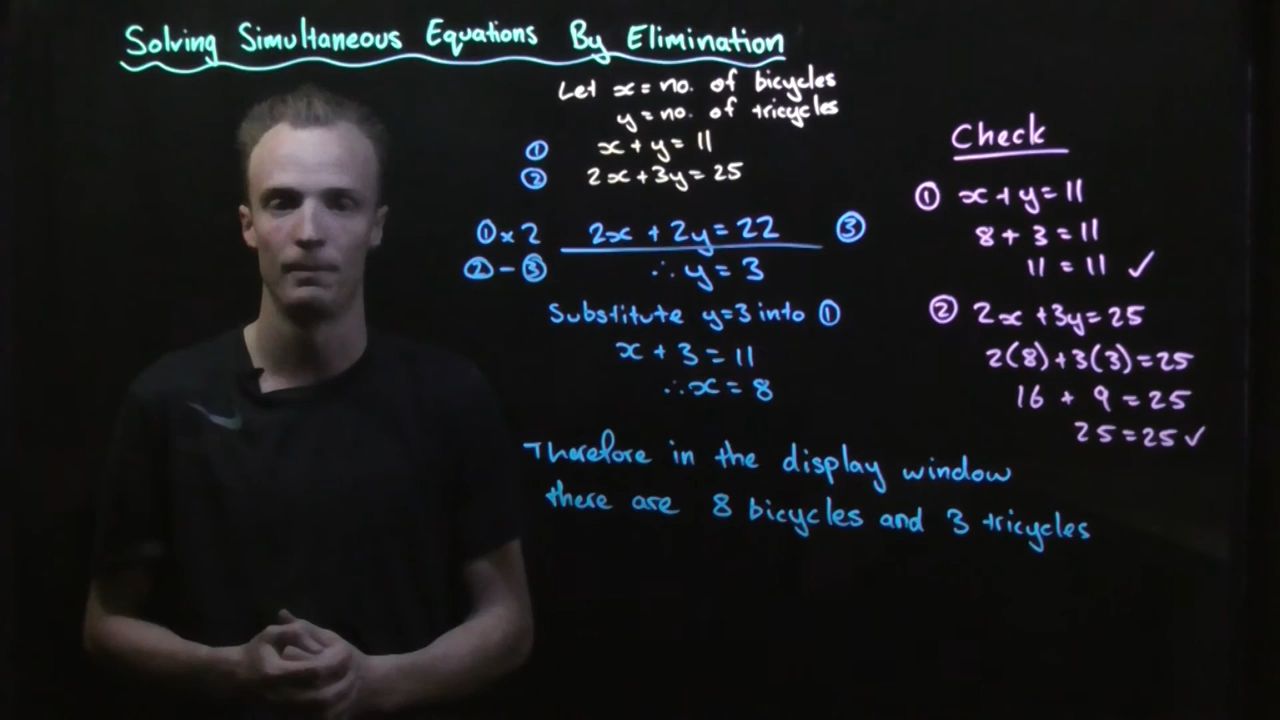 Solving Simultaneous Equations By Elimination
Let x = no. of bicycles
y = no. of tricycles
① x + y = 11
② 2x + 3y = 25
① x 2 2x + 2y = 22 ③
② - ③ ∴ y = 3
Substitute y=3 into ①
x + 3 = 11
∴ x = 8
Therefore in the display window
there are 8 bicycles and 3 tricycles
Check
① x + y = 11
8 + 3 = 11
11 = 11 ✓
② 2x + 3y = 25
2(8) + 3(3) = 25
16 + 9 = 25
25 = 25 ✓